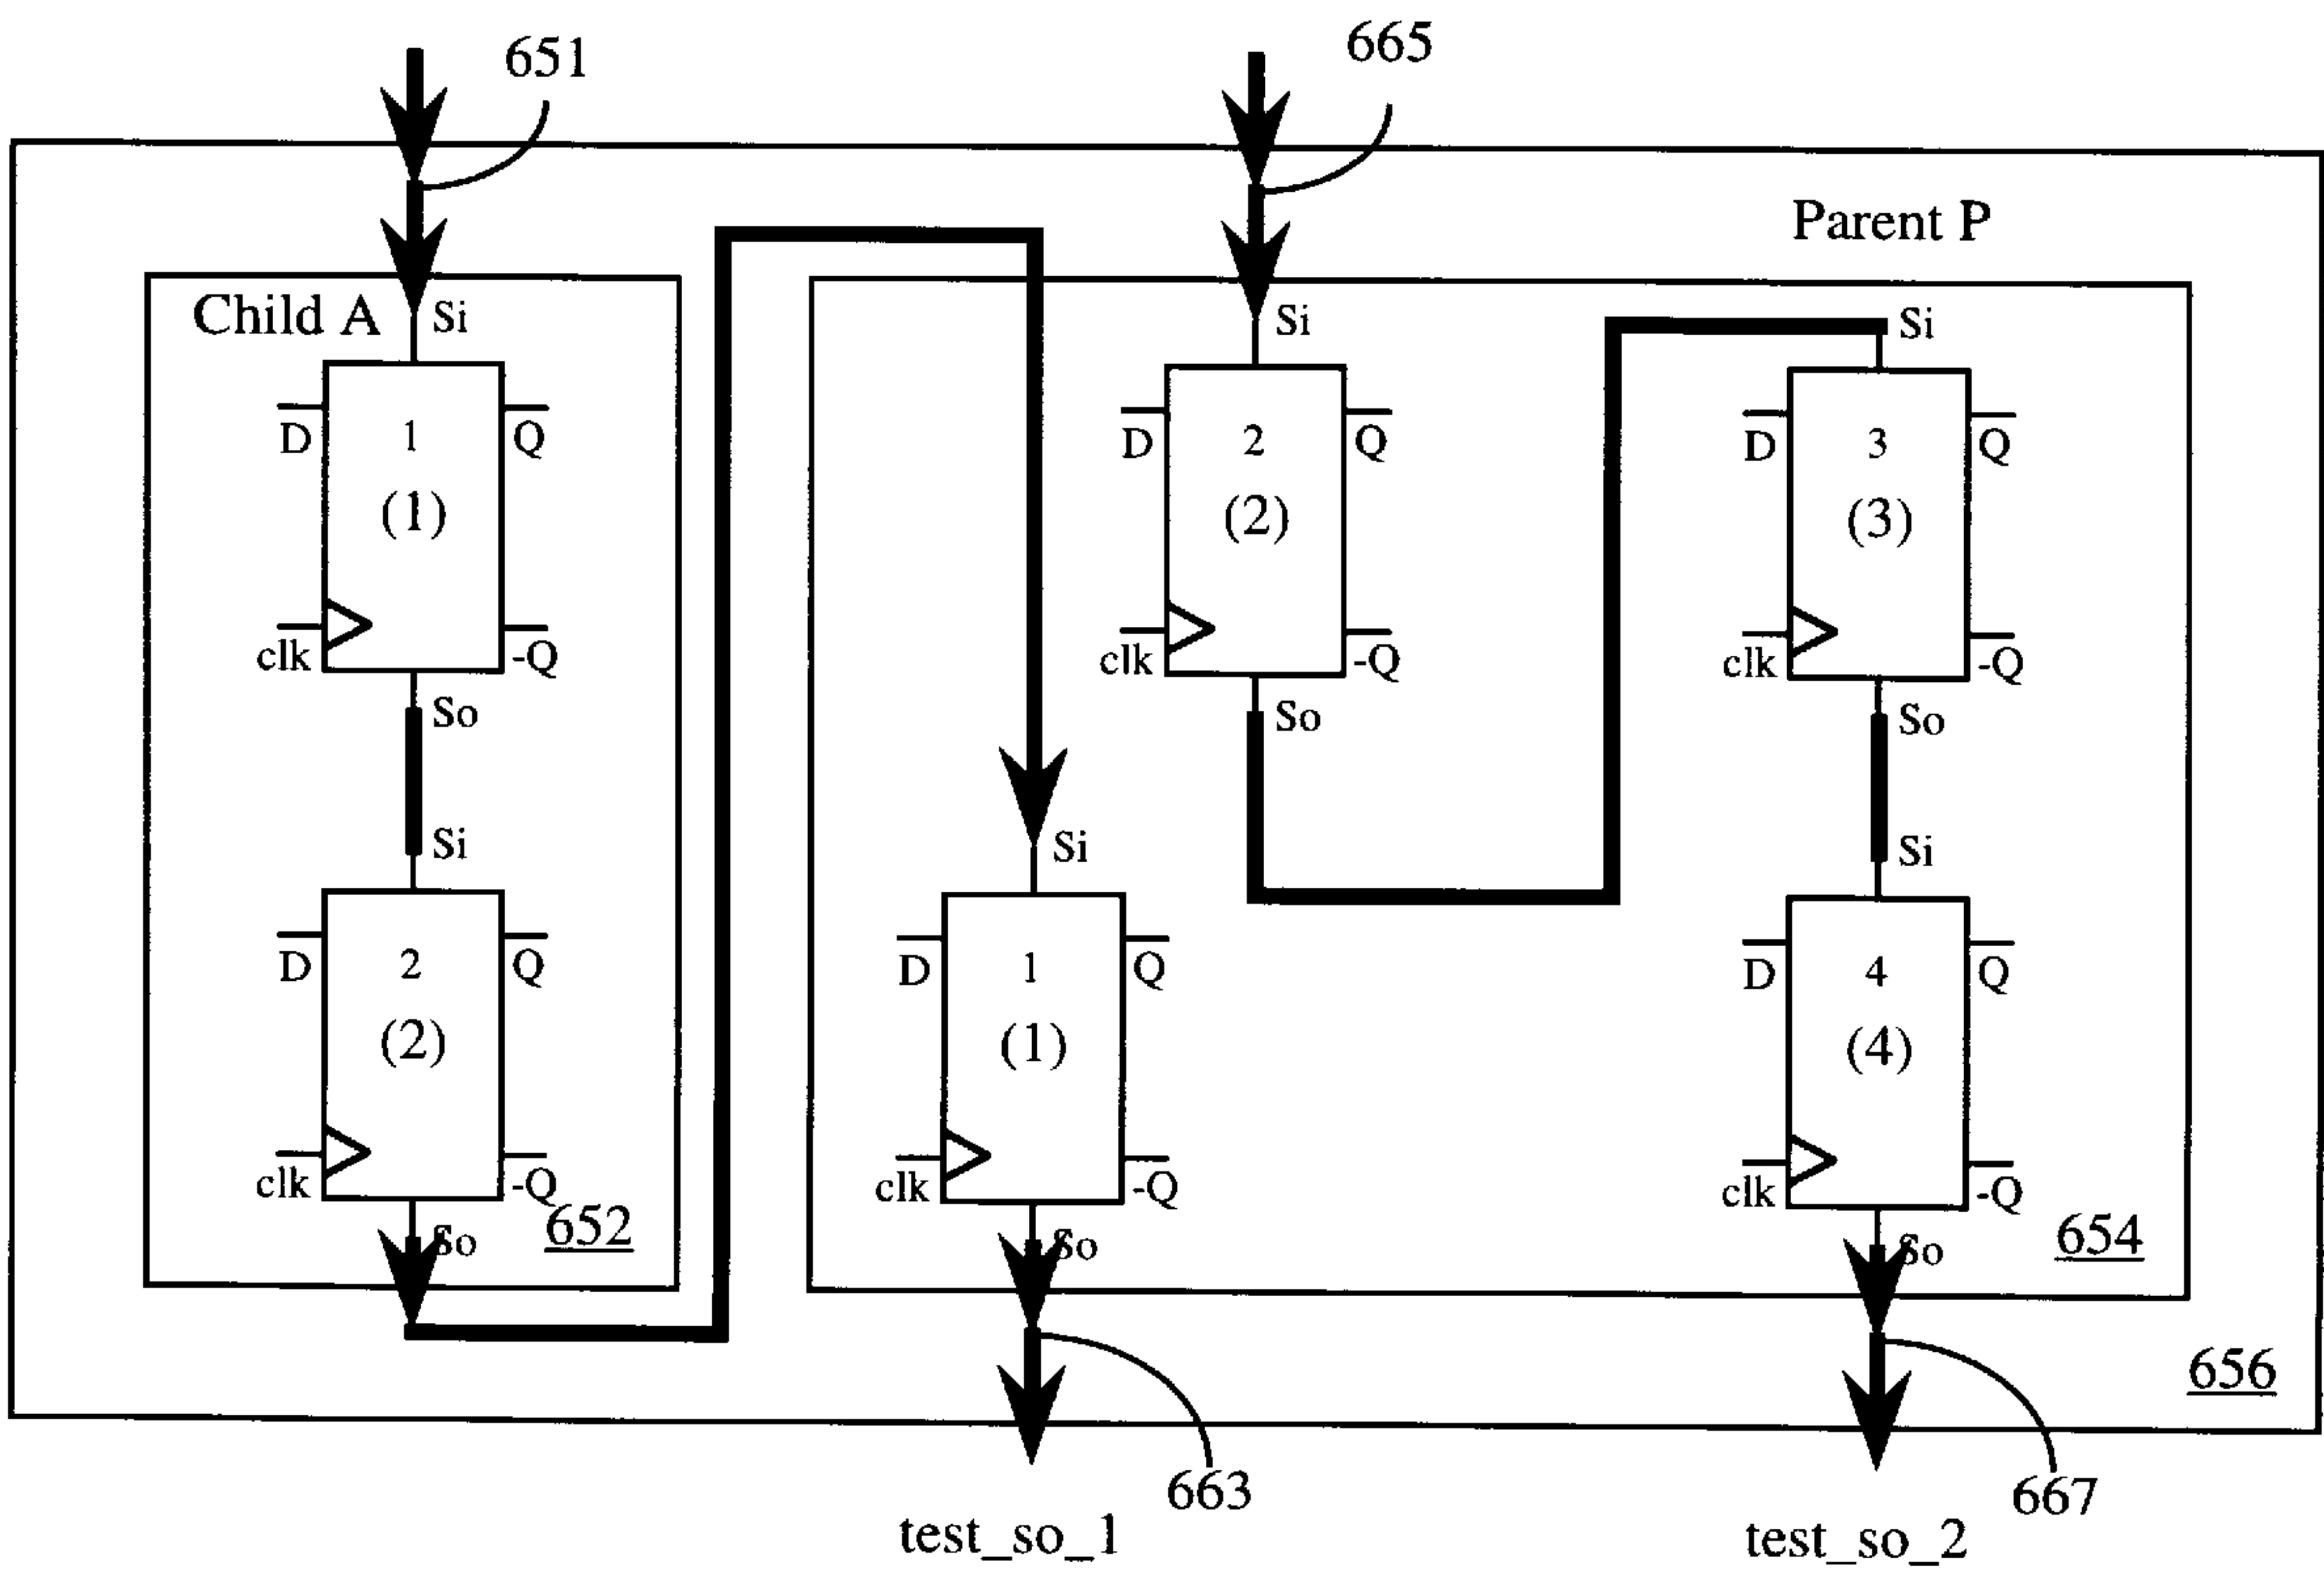 651
665
Parent P
Child A
Si
Si
Si
D
1
Q
(1)
clk
-Q
So
D
2
Q
(2)
clk
-Q
So
D
3
Q
(3)
clk
-Q
So
Si
Si
Si
D
2
Q
(2)
clk
-Q
So
652
D
1
Q
(1)
clk
-Q
So
D
4
Q
(4)
clk
-Q
So
654
656
663
667
test_so_1
test_so_2